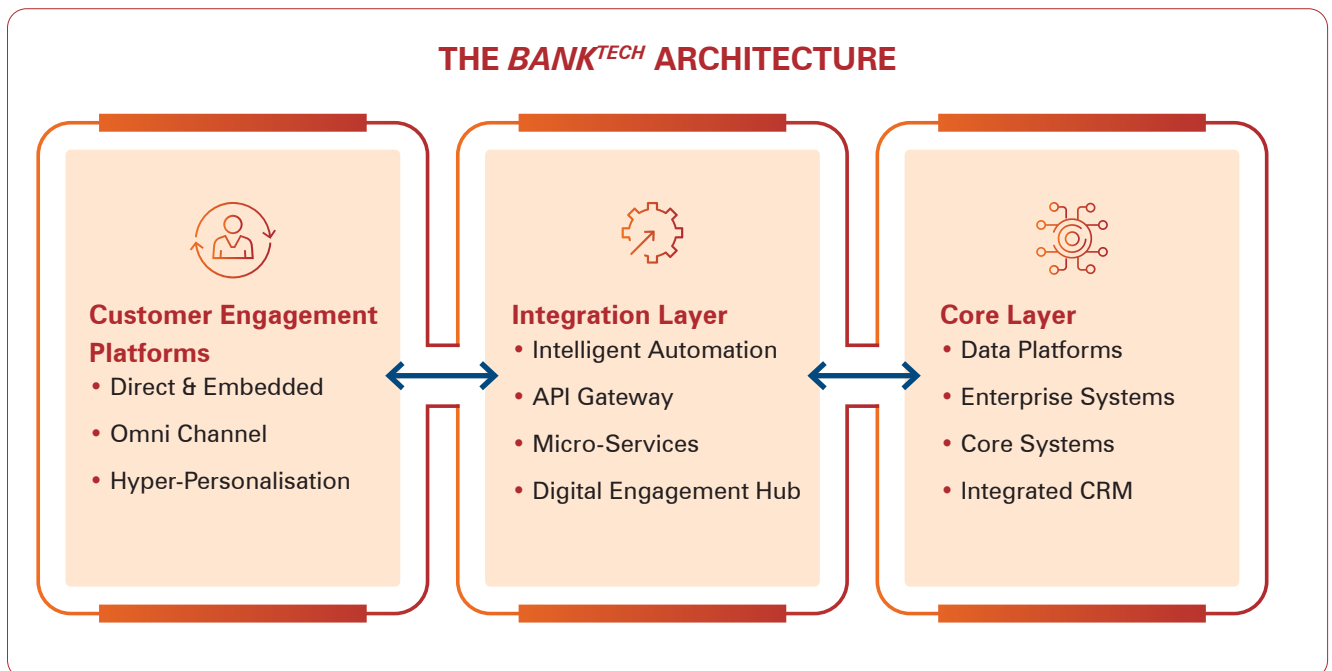 THE BANKTECH ARCHITECTURE
Customer Engagement
Platforms
• Direct & Embedded
• Omni Channel
• Hyper-Personalisation
Integration Layer
• Intelligent Automation
• API Gateway
• Micro-Services
• Digital Engagement Hub
Core Layer
• Data Platforms
• Enterprise Systems
• Core Systems
• Integrated CRM